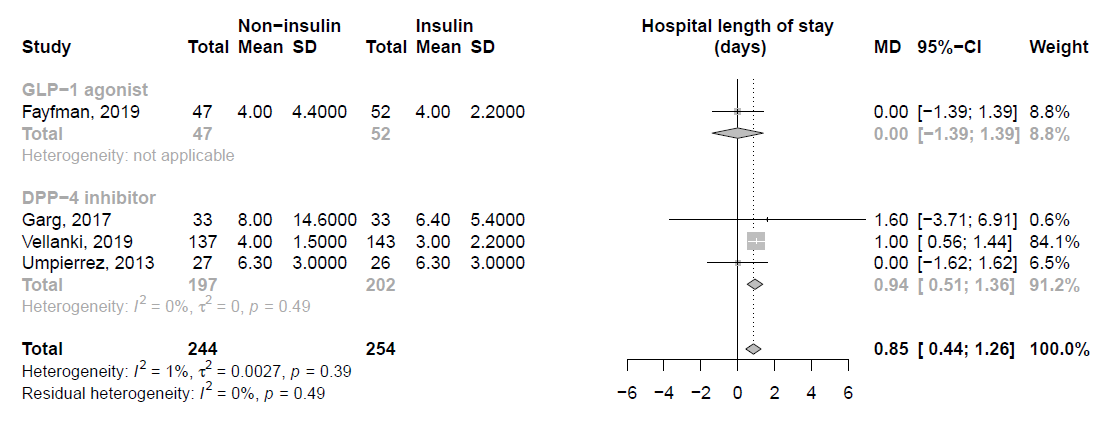 Non−insulin Insulin Hospital length of stay
Study Total Mean SD Total Mean SD (days) MD 95%−CI Weight
GLP−1 agonist
Fayfman, 2019 47 4.00 4.4000 52 4.00 2.2000 0.00 [−1.39; 1.39] 8.8%
Total 47 52 0.00 [−1.39; 1.39] 8.8%
Heterogeneity: not applicable
DPP−4 inhibitor
Garg, 2017 33 8.00 14.6000 33 6.40 5.4000 1.60 [−3.71; 6.91] 0.6%
Vellanki, 2019 137 4.00 1.5000 143 3.00 2.2000 1.00 [ 0.56; 1.44] 84.1%
Umpierrez, 2013 27 6.30 3.0000 26 6.30 3.0000 0.00 [−1.62; 1.62] 6.5%
Total 197 202 0.94 [ 0.51; 1.36] 91.2%
Heterogeneity: I² = 0%, τ² = 0, p = 0.49
Total 244 254 0.85 [ 0.44; 1.26] 100.0%
Heterogeneity: I² = 1%, τ² = 0.0027, p = 0.39
Residual heterogeneity: I² = 0%, p = 0.49
−6 −4 −2 0 2 4 6